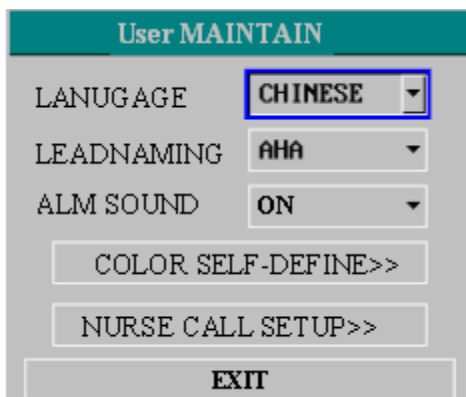 User MAINTAIN
LANUGAGE CHINESE
LEADNAMING AHA
ALM SOUND ON
COLOR SELF-DEFINE>>
NURSE CALL SETUP>>
EXIT